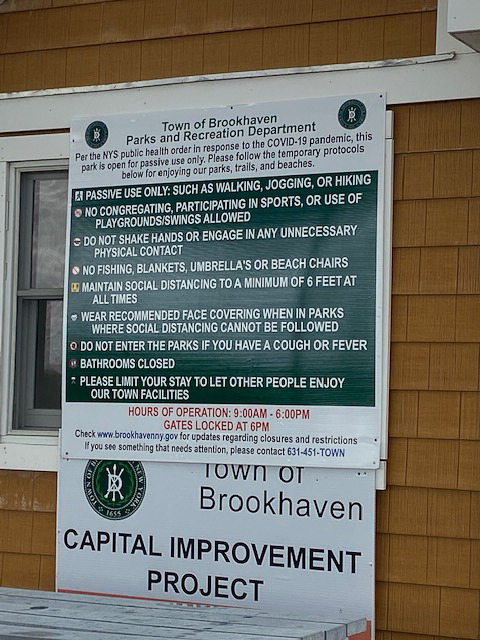 Town of Brookhaven
Parks and Recreation Department
Per the NYS public health order in response to the COVID-19 pandemic, this
park is open for passive use only. Please follow the temporary protocols
below for enjoying our parks, trails, and beaches.
PASSIVE USE ONLY: SUCH AS WALKING, JOGGING, OR HIKING
NO CONGREGATING, PARTICIPATING IN SPORTS, OR USE OF
PLAYGROUNDS/SWINGS ALLOWED
DO NOT SHAKE HANDS OR ENGAGE IN ANY UNNECESSARY
PHYSICAL CONTACT
NO FISHING, BLANKETS, UMBRELLA'S OR BEACH CHAIRS
MAINTAIN SOCIAL DISTANCING TO A MINIMUM OF 6 FEET AT
ALL TIMES
WEAR RECOMMENDED FACE COVERING WHEN IN PARKS
WHERE SOCIAL DISTANCING CANNOT BE FOLLOWED
DO NOT ENTER THE PARKS IF YOU HAVE A COUGH OR FEVER
BATHROOMS CLOSED
PLEASE LIMIT YOUR STAY TO LET OTHER PEOPLE ENJOY
OUR TOWN FACILITIES
HOURS OF OPERATION: 9:00AM - 6:00PM
GATES LOCKED AT 6PM
Check www.brookhavenny.gov for updates regarding closures and restrictions
If you see something that needs attention, please contact 631-451-TOWN
Town of
Brookhaven
1655
CAPITAL IMPROVEMENT
PROJECT